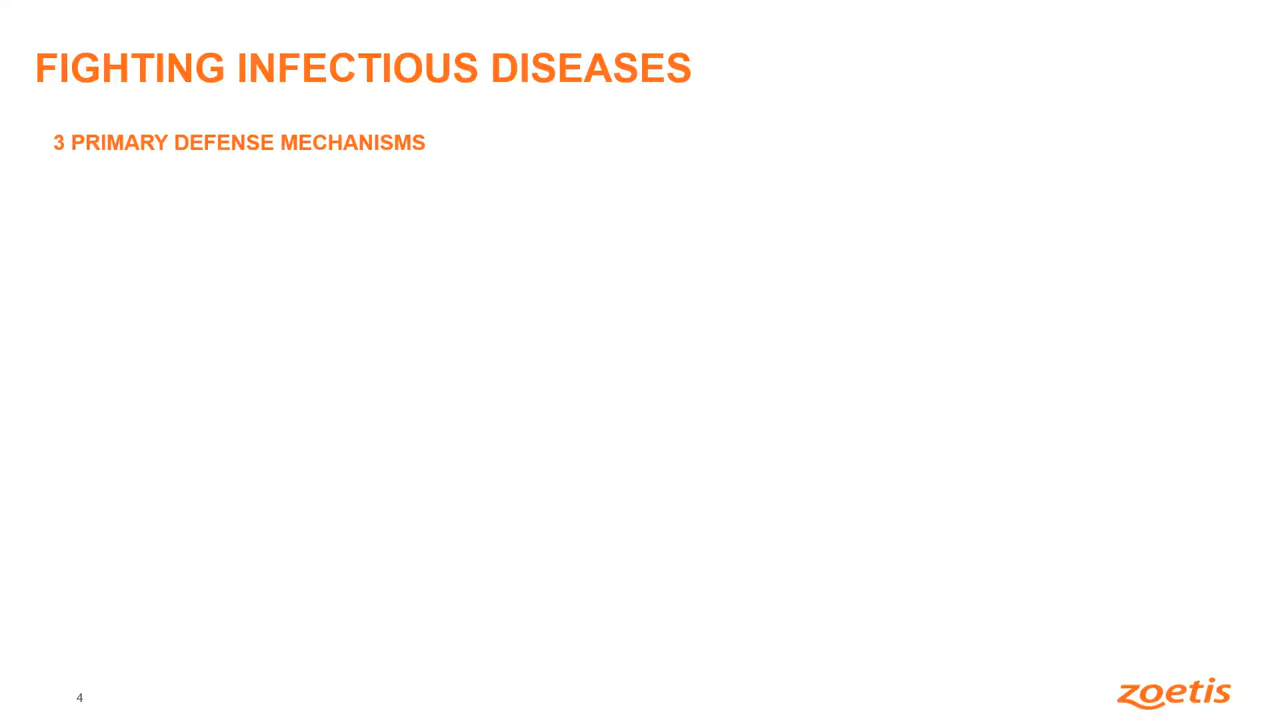 FIGHTING INFECTIOUS DISEASES
3 PRIMARY DEFENSE MECHANISMS
4
zoetis